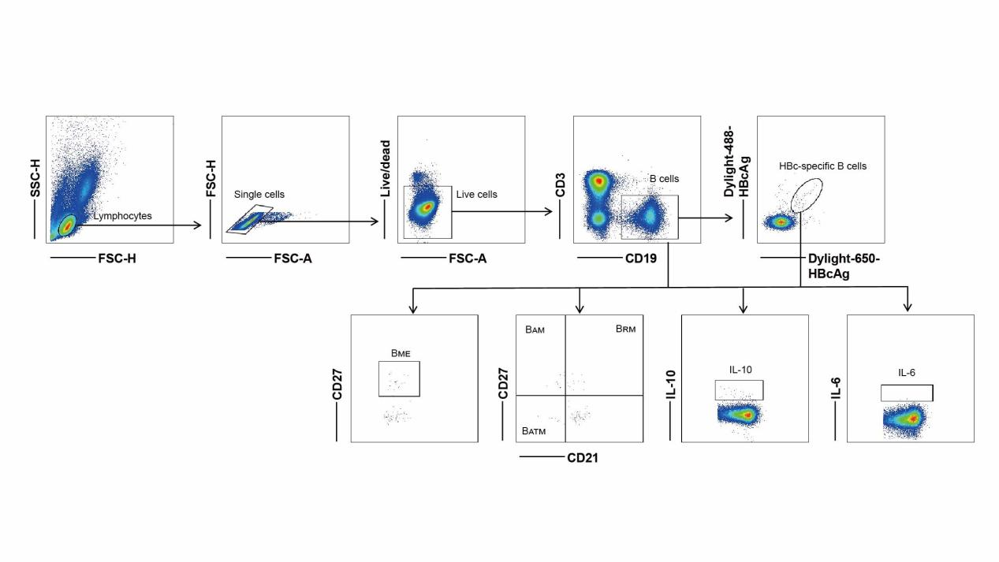 SSC-H
Lymphocytes
FSC-H
FSC-H
Single cells
FSC-A
Live/dead
Live cells
FSC-A
CD3
B cells
CD19
Dylight-488-
HBcAg
HBc-specific B cells
Dylight-650-
HBcAg
CD27
BME
CD27
BAM
BRM
BATM
CD21
IL-10
IL-10
IL-6
IL-6